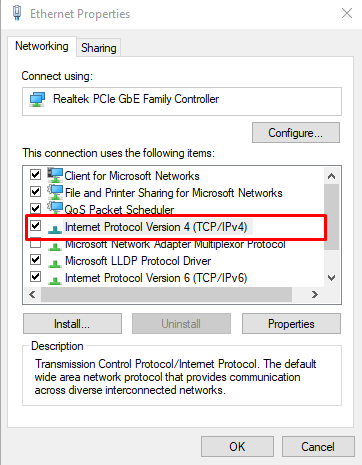 Ethernet Properties
Networking
Sharing
Connect using:
Realtek PCIe GbE Family Controller
Configure...
This connection uses the following items:
Client for Microsoft Networks
File and Printer Sharing for Microsoft Networks
QoS Packet Scheduler
Internet Protocol Version 4 (TCP/IPv4)
Microsoft Network Adapter Multiplexor Protocol
Microsoft LLDP Protocol Driver
Internet Protocol Version 6 (TCP/IPv6)
Install...
Uninstall
Properties
Description
Transmission Control Protocol/Internet Protocol. The default
wide area network protocol that provides communication
across diverse interconnected networks.
OK
Cancel